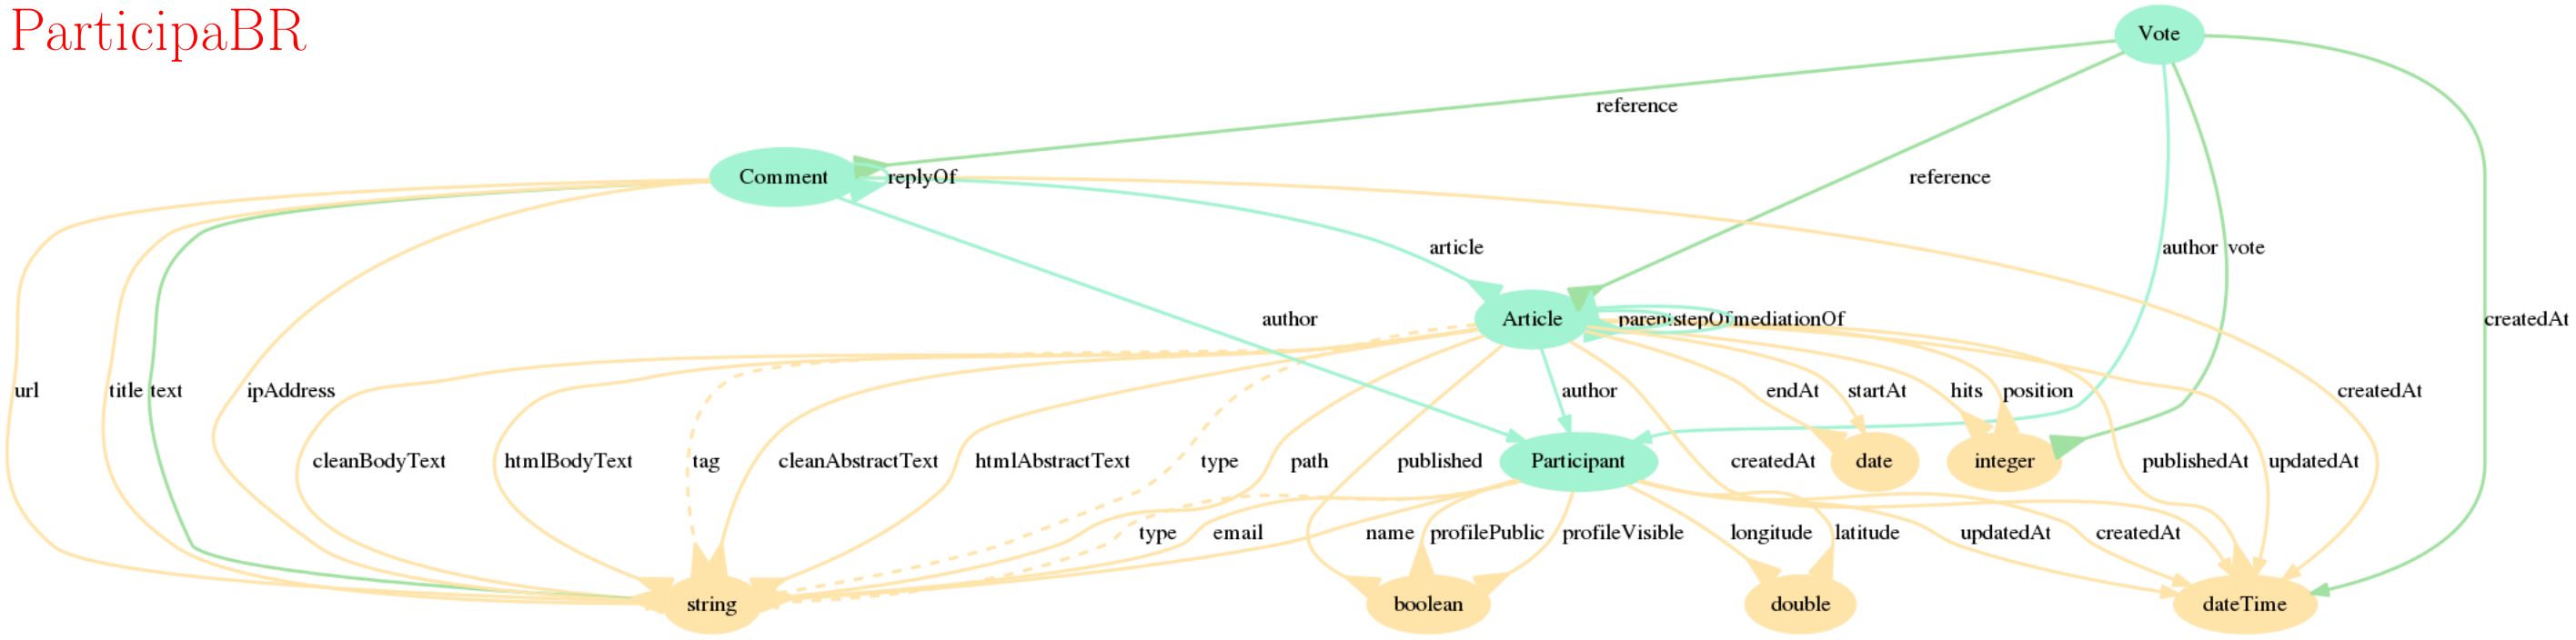 ParticipaBR
Vote
reference
Comment
replyOf
reference
article
author vote
author
Article
parent stepOf mediationOf
createdAt
url
title text
ipAddress
author
endAt
startAt
hits
position
createdAt
cleanBodyText
htmlBodyText
tag
cleanAbstractText
htmlAbstractText
type
path
published
Participant
createdAt
date
integer
publishedAt
updatedAt
type
email
name
profilePublic
profileVisible
longitude
latitude
updatedAt
createdAt
string
boolean
double
dateTime